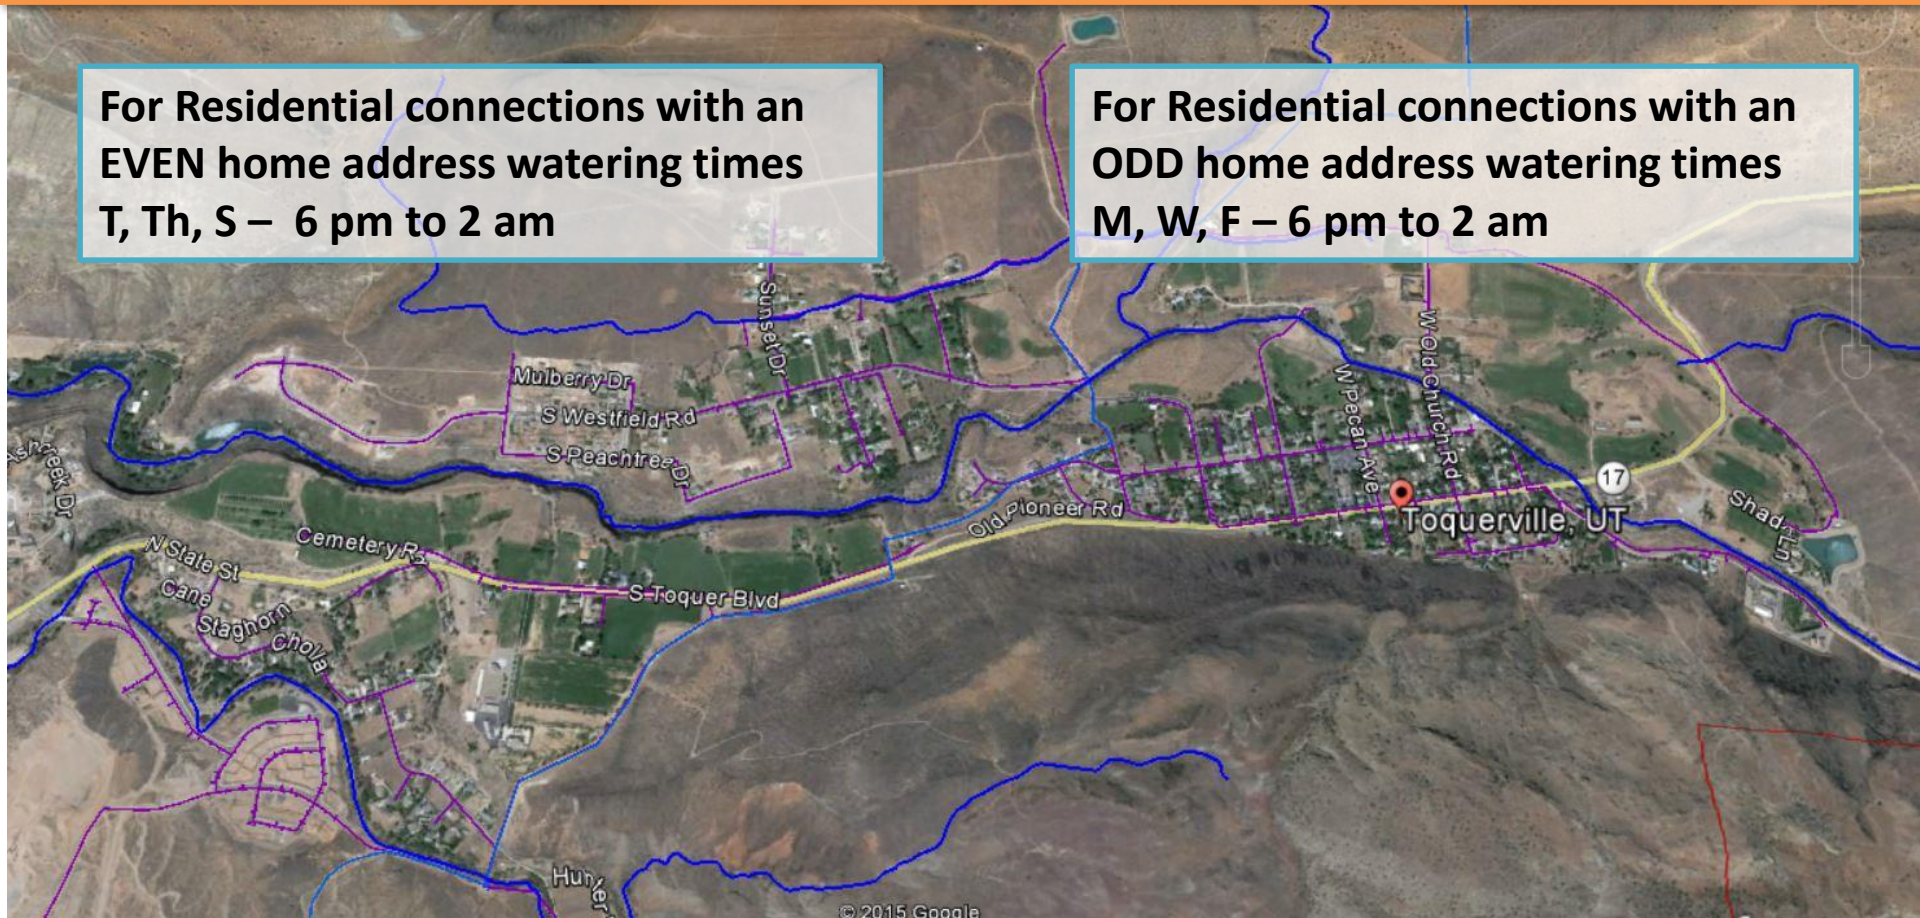 For Residential connections with an
EVEN home address watering times
T, Th, S – 6 pm to 2 am
For Residential connections with an
ODD home address watering times
M, W, F – 6 pm to 2 am
Sunset Dr
Mulberry Dr
S Westfield Rd
S Peachtree Dr
W Pecan Ave
W Old Church Rd
17
Toquerville, UT
Shad Ln
Old Pioneer Rd
Cemetery Rd
N State St
Cane
Staghorn
Cholla
S Toquer Blvd
Creek Dr
© 2015 Google